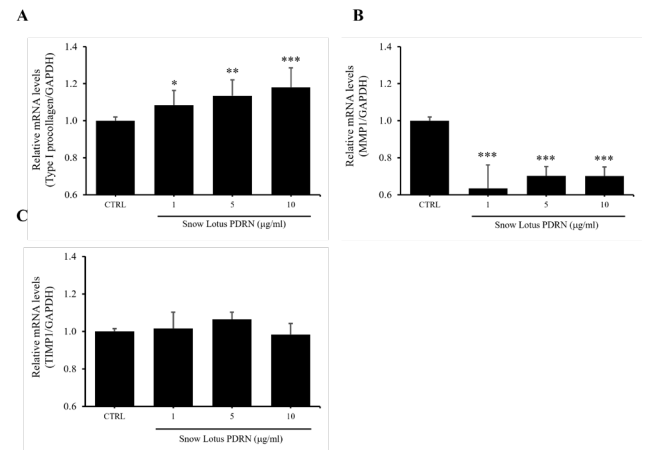 A
Relative mRNA levels
(Type I procollagen/GAPDH)
1.4
1.2
1.0
0.8
0.6
*
**
***
CTRL
1
5
10
Snow Lotus PDRN (µg/ml)
B
Relative mRNA levels
(MMP1/GAPDH)
1.4
1.2
1.0
0.8
0.6
***
***
***
CTRL
1
5
10
Snow Lotus PDRN (µg/ml)
C
Relative mRNA levels
(TIMP1/GAPDH)
1.4
1.2
1.0
0.8
0.6
CTRL
1
5
10
Snow Lotus PDRN (µg/ml)